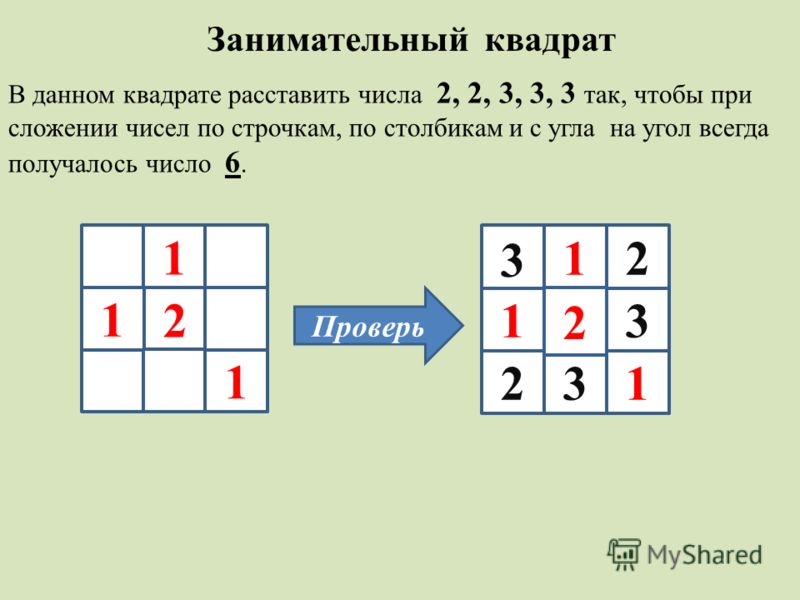 Занимательный квадрат
В данном квадрате расставить числа 2, 2, 3, 3, 3 так, чтобы при
сложении чисел по строчкам, по столбикам и с угла на угол всегда
получалось число 6.
1
1 2
1
Проверь
3 1 2
1 2 3
2 3 1
MyShared